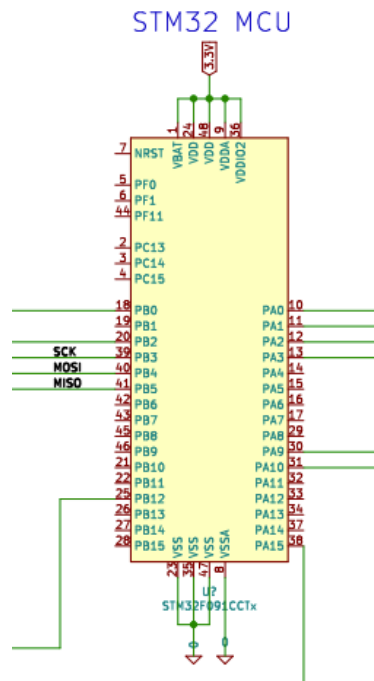 STM32 MCU
3.3V
1 24 48 9 36
VBAT VDD VDD VDDA VDDIO2
7 NRST
5 PF0
6 PF1
44 PF11
2 PC13
3 PC14
4 PC15
18 PB0 PA0 10
19 PB1 PA1 11
20 PB2 PA2 12
SCK 39 PB3 PA3 13
MOSI 40 PB4 PA4 14
MISO 41 PB5 PA5 15
42 PB6 PA6 16
43 PB7 PA7 17
45 PB8 PA8 29
46 PB9 PA9 30
21 PB10 PA10 31
22 PB11 PA11 32
25 PB12 PA12 33
26 PB13 PA13 34
27 PB14 PA14 37
28 PB15 PA15 38
VSS VSS VSS VSSA
23 35 47 8
U?
STM32F091CCTx
0 0